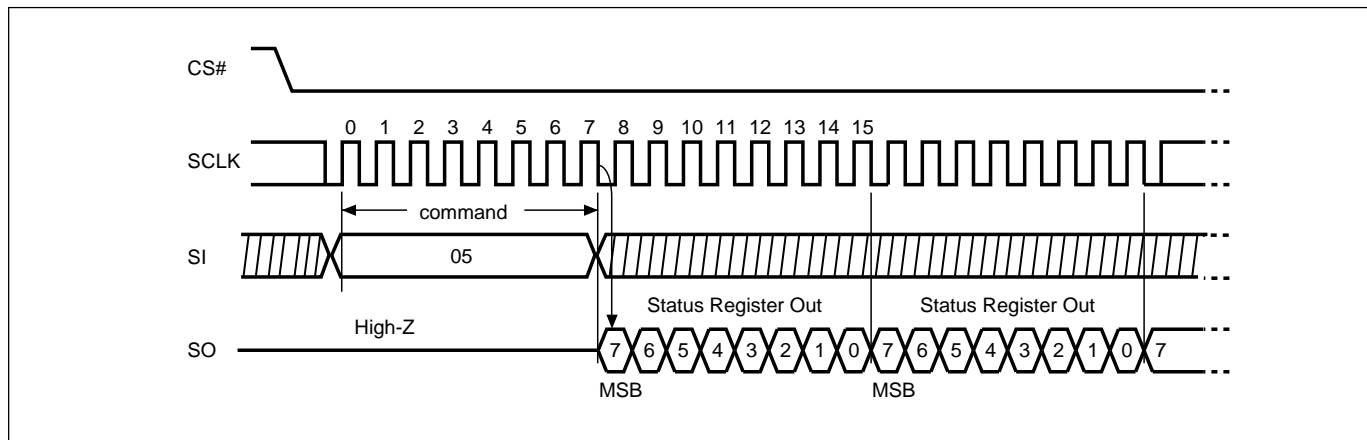 CS#
0 1 2 3 4 5 6 7 8 9 10 11 12 13 14 15
SCLK
command
SI
05
Status Register Out Status Register Out
High-Z
SO
7 6 5 4 3 2 1 0 7 6 5 4 3 2 1 0 7
MSB MSB